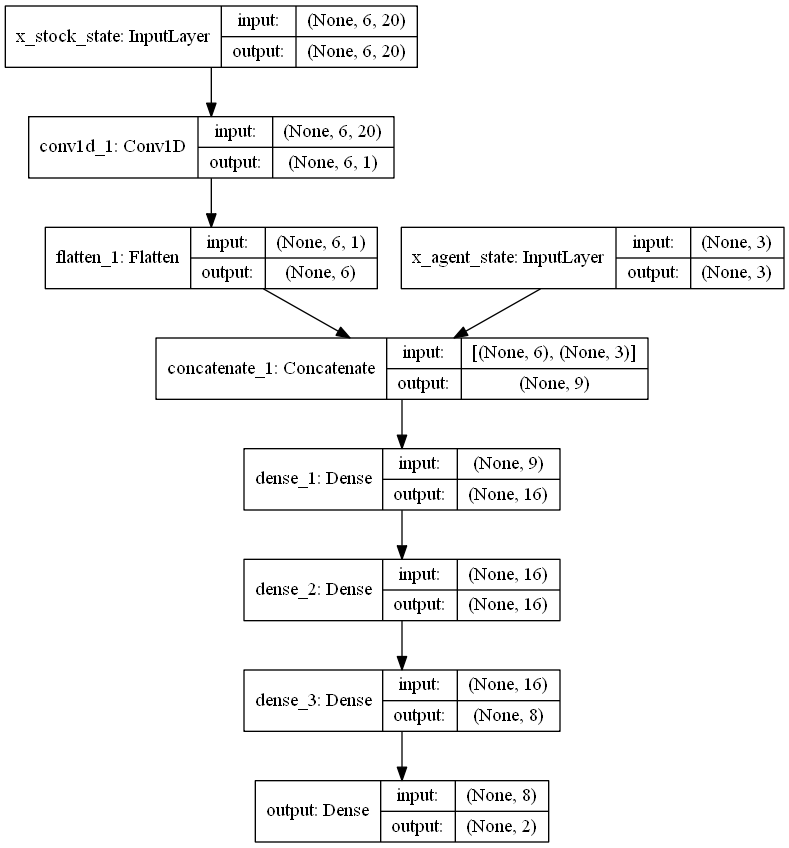 x_stock_state: InputLayer
input:
(None, 6, 20)
output:
(None, 6, 20)
conv1d_1: Conv1D
input:
(None, 6, 20)
output:
(None, 6, 1)
flatten_1: Flatten
input:
(None, 6, 1)
output:
(None, 6)
x_agent_state: InputLayer
input:
(None, 3)
output:
(None, 3)
concatenate_1: Concatenate
input:
[(None, 6), (None, 3)]
output:
(None, 9)
dense_1: Dense
input:
(None, 9)
output:
(None, 16)
dense_2: Dense
input:
(None, 16)
output:
(None, 16)
dense_3: Dense
input:
(None, 16)
output:
(None, 8)
output: Dense
input:
(None, 8)
output:
(None, 2)